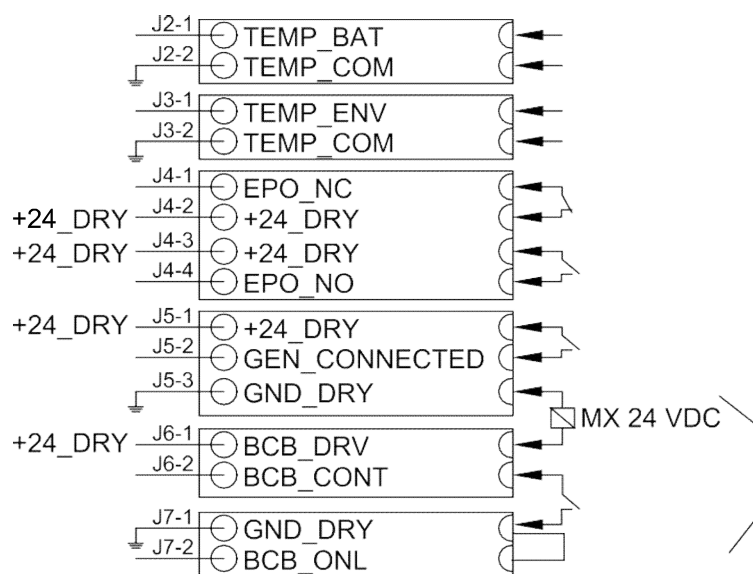 J2-1 TEMP_BAT
J2-2 TEMP_COM
J3-1 TEMP_ENV
J3-2 TEMP_COM
J4-1 EPO_NC
+24_DRY J4-2 +24_DRY
+24_DRY J4-3 +24_DRY
J4-4 EPO_NO
+24_DRY J5-1 +24_DRY
J5-2 GEN_CONNECTED
J5-3 GND_DRY
MX 24 VDC
+24_DRY J6-1 BCB_DRV
J6-2 BCB_CONT
J7-1 GND_DRY
J7-2 BCB_ONL